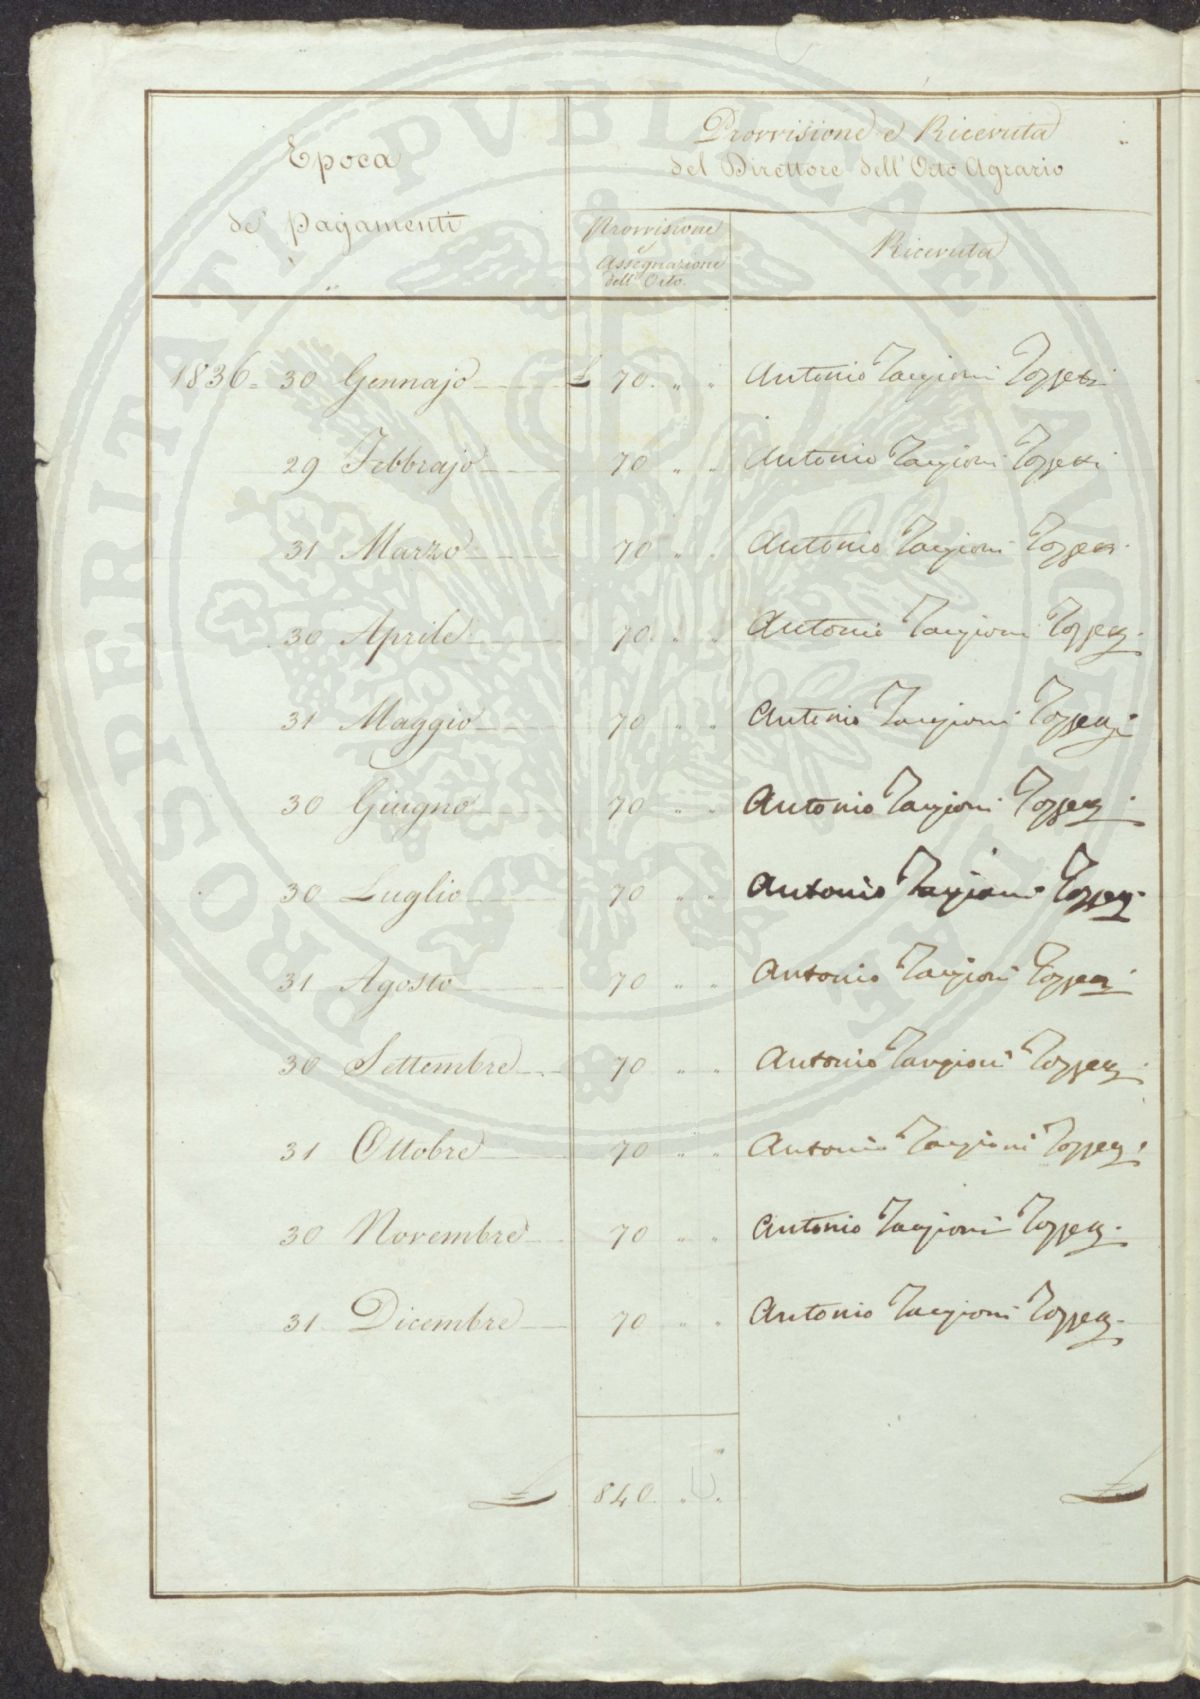 Epoca
de' pagamenti
Provvisione e Ricevuta
del Direttore dell'Orto Agrario
Provvisione
e
Assegnazione
dell'Orto.
Ricevuta
1836= 30 Gennajo £ 70. " " Antonio Targioni Tozzetti
29 Febbrajo 70 " " Antonio Targioni Tozzetti
31 Marzo 70 " " Antonio Targioni Tozzetti
30 Aprile 70. " " Antonio Targioni Tozzetti
31 Maggio 70 " " Antonio Targioni Tozzetti
30 Giugno 70 " " Antonio Targioni Tozzetti
30 Luglio 70 " " Antonio Targioni Tozzetti
31 Agosto 70 " " Antonio Targioni Tozzetti
30 Settembre 70 " " Antonio Targioni Tozzetti
31 Ottobre 70 " " Antonio Targioni Tozzetti
30 Novembre 70 " " Antonio Targioni Tozzetti
31 Dicembre 70 " " Antonio Targioni Tozzetti
£ 840. " " £
PROSPERITATI PVBLICAE AVGENDAE